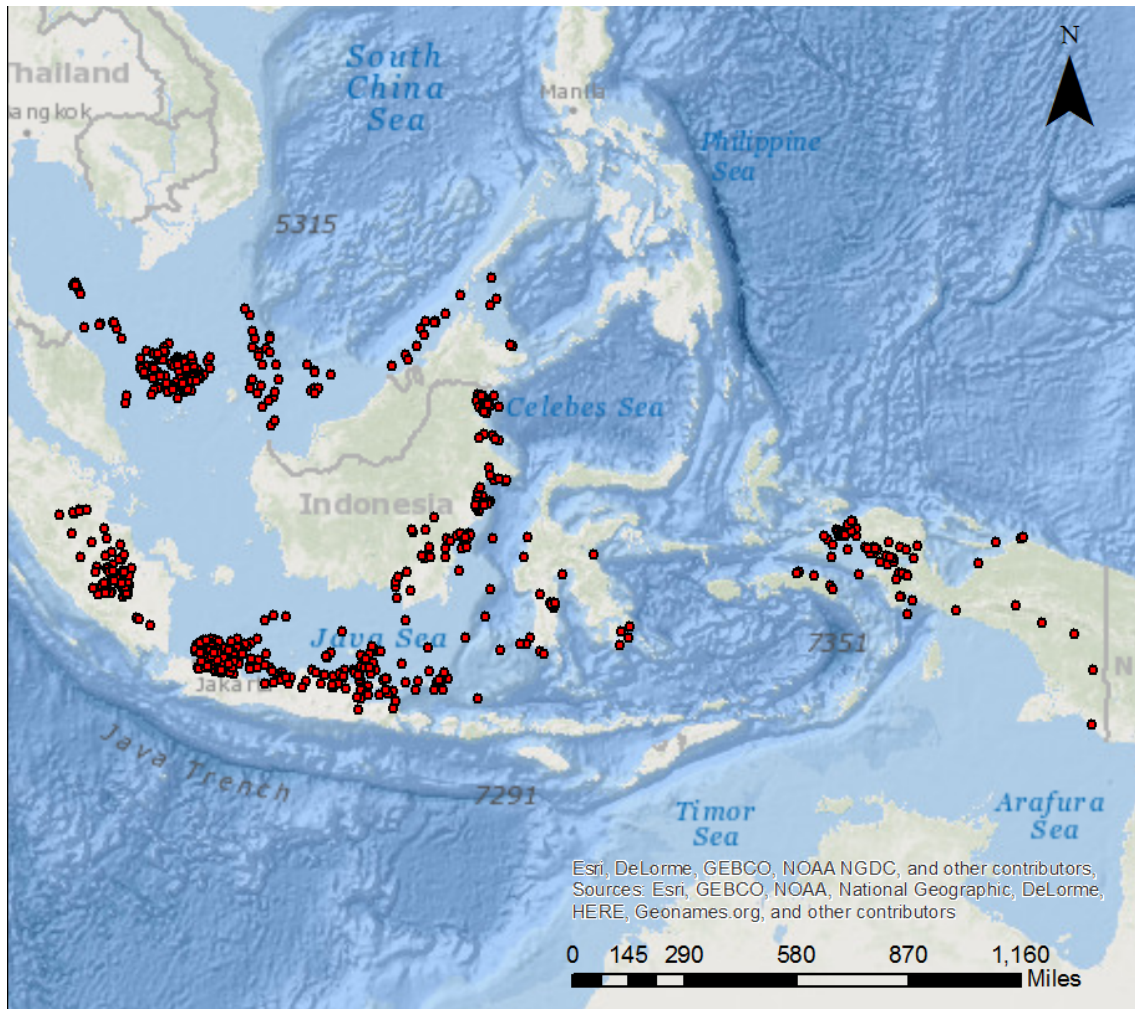 N
South
China
Sea
Thailand
Manila
angkok
Philippine
Sea
5315
Celebes Sea
Indonesia
Java Sea
7351
N
Jakarta
Java Trench
7291
Timor
Sea
Arafura
Sea
Esri, DeLorme, GEBCO, NOAA NGDC, and other contributors,
Sources: Esri, GEBCO, NOAA, National Geographic, DeLorme,
HERE, Geonames.org, and other contributors
0 145 290 580 870 1,160
Miles